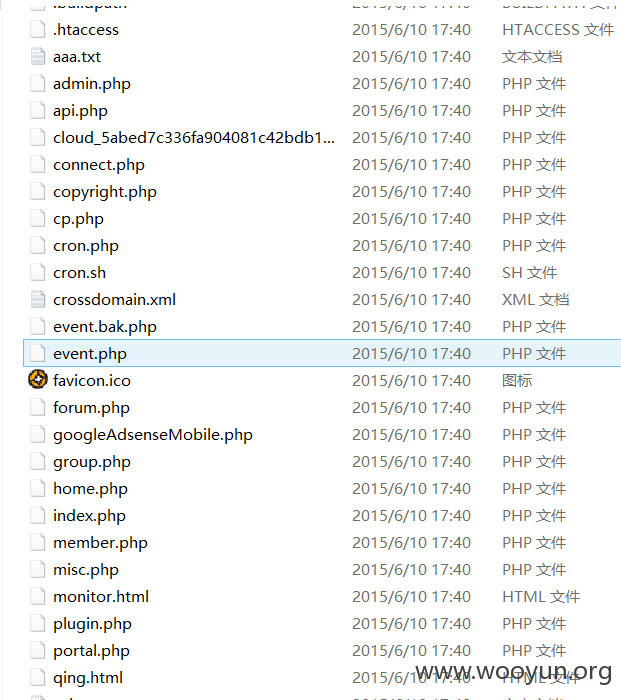 .htaccess 2015/6/10 17:40 HTACCESS 文件
aaa.txt 2015/6/10 17:40 文本文档
admin.php 2015/6/10 17:40 PHP 文件
api.php 2015/6/10 17:40 PHP 文件
cloud_5abed7c336fa904081c42bdb1... 2015/6/10 17:40 PHP 文件
connect.php 2015/6/10 17:40 PHP 文件
copyright.php 2015/6/10 17:40 PHP 文件
cp.php 2015/6/10 17:40 PHP 文件
cron.php 2015/6/10 17:40 PHP 文件
cron.sh 2015/6/10 17:40 SH 文件
crossdomain.xml 2015/6/10 17:40 XML 文档
event.bak.php 2015/6/10 17:40 PHP 文件
event.php 2015/6/10 17:40 PHP 文件
favicon.ico 2015/6/10 17:40 图标
forum.php 2015/6/10 17:40 PHP 文件
googleAdsenseMobile.php 2015/6/10 17:40 PHP 文件
group.php 2015/6/10 17:40 PHP 文件
home.php 2015/6/10 17:40 PHP 文件
index.php 2015/6/10 17:40 PHP 文件
member.php 2015/6/10 17:40 PHP 文件
misc.php 2015/6/10 17:40 PHP 文件
monitor.html 2015/6/10 17:40 HTML 文件
plugin.php 2015/6/10 17:40 PHP 文件
portal.php 2015/6/10 17:40 PHP 文件
qing.html 2015/6/10 17:40 HTML 文件
www.wooyun.org